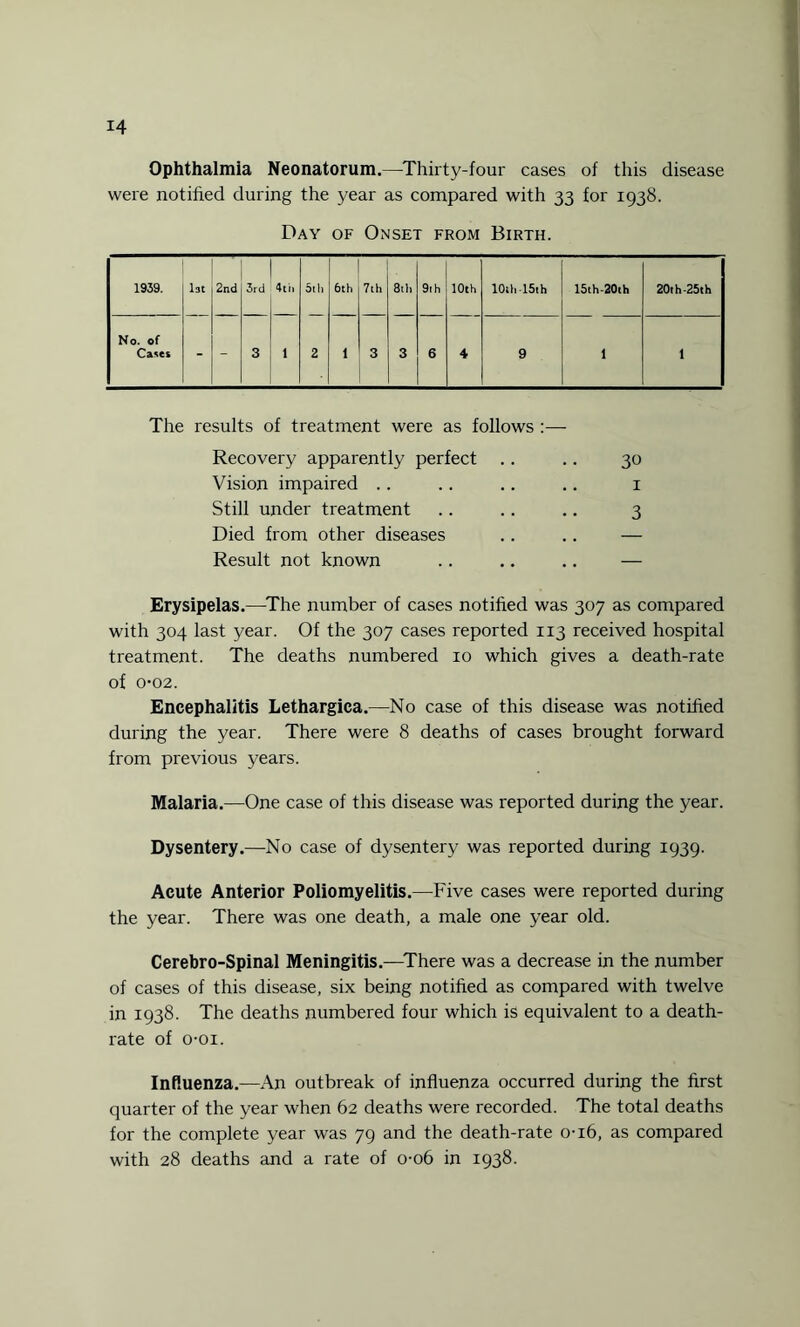 14
Ophthalmia Neonatorum.—Thirty-four cases of this disease
were notified during the year as compared with 33 for 1938.
Day of Onset from Birth.
1939. 1st 2nd 3rd 4th 5th 6th 7th 8th 9th 10th 10th-15th 15th-20th 20th-25th
No. of
Cases - - 3 1 2 1 3 3 6 4 9 1 1
The results of treatment were as follows :—
Recovery apparently perfect .. .. 30
Vision impaired .. .. .. .. 1
Still under treatment .. .. .. 3
Died from other diseases .. .. —
Result not known .. .. .. —
Erysipelas.—The number of cases notified was 307 as compared
with 304 last year. Of the 307 cases reported 113 received hospital
treatment. The deaths numbered 10 which gives a death-rate
of 0·02.
Encephalitis Lethargica.—No case of this disease was notified
during the year. There were 8 deaths of cases brought forward
from previous years.
Malaria.—One case of this disease was reported during the year.
Dysentery.—No case of dysentery was reported during 1939.
Acute Anterior Poliomyelitis.—Five cases were reported during
the year. There was one death, a male one year old.
Cerebro-Spinal Meningitis.—There was a decrease in the number
of cases of this disease, six being notified as compared with twelve
in 1938. The deaths numbered four which is equivalent to a death-
rate of 0·01.
Influenza.—An outbreak of influenza occurred during the first
quarter of the year when 62 deaths were recorded. The total deaths
for the complete year was 79 and the death-rate 0·16, as compared
with 28 deaths and a rate of 0·06 in 1938.